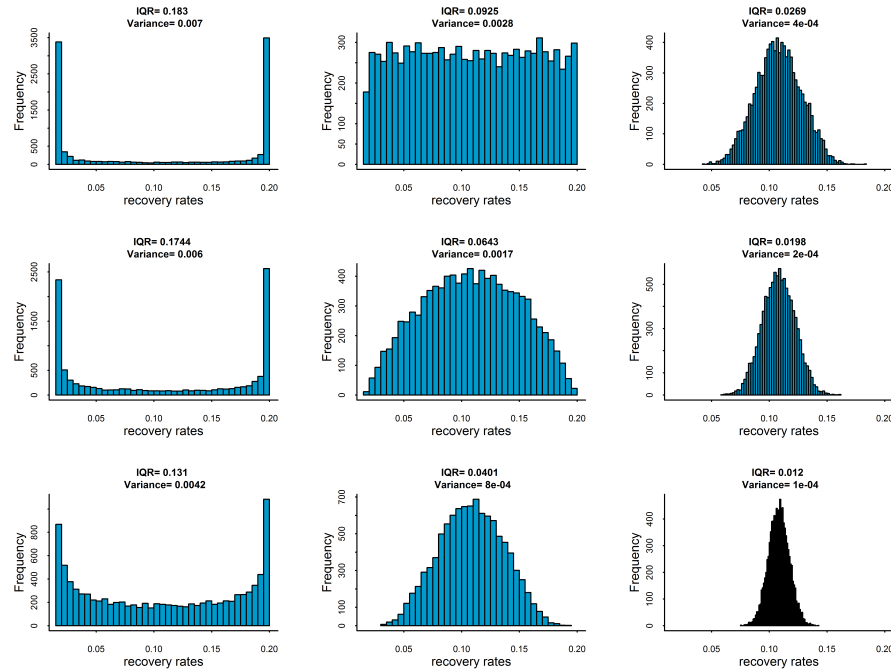 IQR= 0.183
Variance= 0.007
Frequency
0 500 1500 2500 3500
0.05 0.10 0.15 0.20
recovery rates
IQR= 0.0925
Variance= 0.0028
Frequency
0 50 100 150 200 250 300
0.05 0.10 0.15 0.20
recovery rates
IQR= 0.0269
Variance= 4e-04
Frequency
0 100 200 300 400
0.05 0.10 0.15 0.20
recovery rates
IQR= 0.1744
Variance= 0.006
Frequency
0 500 1500 2500
0.05 0.10 0.15 0.20
recovery rates
IQR= 0.0643
Variance= 0.0017
Frequency
0 100 200 300 400
0.05 0.10 0.15 0.20
recovery rates
IQR= 0.0198
Variance= 2e-04
Frequency
0 100 300 500
0.05 0.10 0.15 0.20
recovery rates
IQR= 0.131
Variance= 0.0042
Frequency
0 200 400 600 800
0.05 0.10 0.15 0.20
recovery rates
IQR= 0.0401
Variance= 8e-04
Frequency
0 100 300 500 700
0.05 0.10 0.15 0.20
recovery rates
IQR= 0.012
Variance= 1e-04
Frequency
0 100 200 300 400
0.05 0.10 0.15 0.20
recovery rates